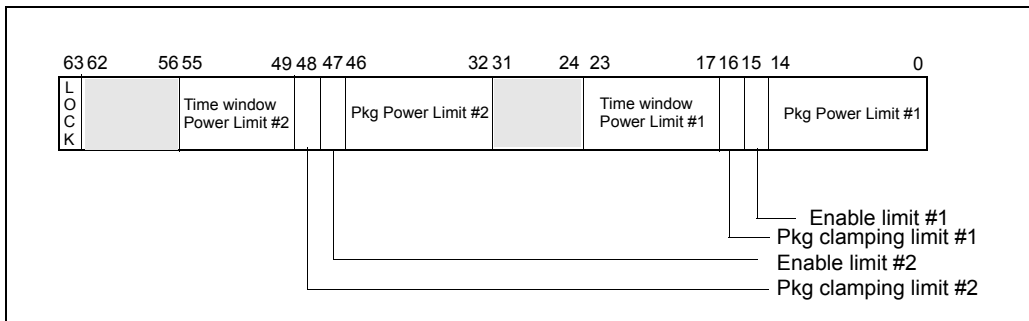 63 62 56 55 49 48 47 46 32 31 24 23 17 16 15 14 0
L
O
C
K
Time window
Power Limit #2
Pkg Power Limit #2
Time window
Power Limit #1
Pkg Power Limit #1
Enable limit #1
Pkg clamping limit #1
Enable limit #2
Pkg clamping limit #2